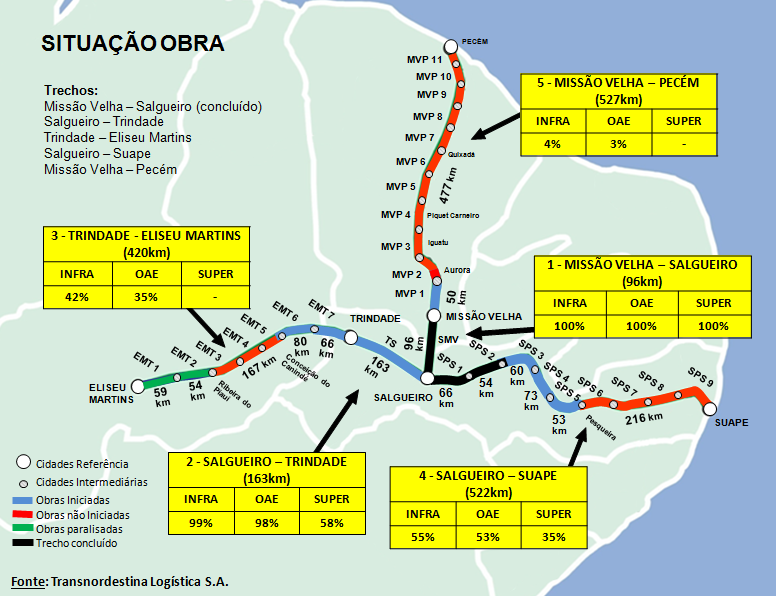 SITUAÇÃO OBRA
Trechos:
Missão Velha – Salgueiro (concluído)
Salgueiro – Trindade
Trindade – Eliseu Martins
Salgueiro – Suape
Missão Velha – Pecém
PECÉM
MVP 11
MVP 10
MVP 9
MVP 8
MVP 7
Quixadá
MVP 6
477 km
MVP 5
MVP 4
Piquet Carneiro
MVP 3
Iguatu
MVP 2
Aurora
MVP 1
50 km
MISSÃO VELHA
96 km
SMV
5 - MISSÃO VELHA – PECÉM
(527km)
INFRA OAE SUPER
4% 3% -
3 - TRINDADE - ELISEU MARTINS
(420km)
INFRA OAE SUPER
42% 35% -
1 - MISSÃO VELHA – SALGUEIRO
(96km)
INFRA OAE SUPER
100% 100% 100%
EMT 1
EMT 2
EMT 3
EMT 4
EMT 5
EMT 6
EMT 7
TRINDADE
TS
ELISEU
MARTINS
59
km
54
km
Ribeira do
Piauí
167 km
80
km
Conceição do
Canindé
66
km
163
km
SALGUEIRO
SPS 1
SPS 2
SPS 3
SPS 4
SPS 5
SPS 6
SPS 7
SPS 8
SPS 9
66
km
54
km
60
km
73
km
53
km
Pesqueira
216 km
SUAPE
2 - SALGUEIRO – TRINDADE
(163km)
INFRA OAE SUPER
99% 98% 58%
4 - SALGUEIRO – SUAPE
(522km)
INFRA OAE SUPER
55% 53% 35%
Cidades Referência
Cidades Intermediárias
Obras Iniciadas
Obras não Iniciadas
Obras paralisadas
Trecho concluído
Fonte: Transnordestina Logística S.A.